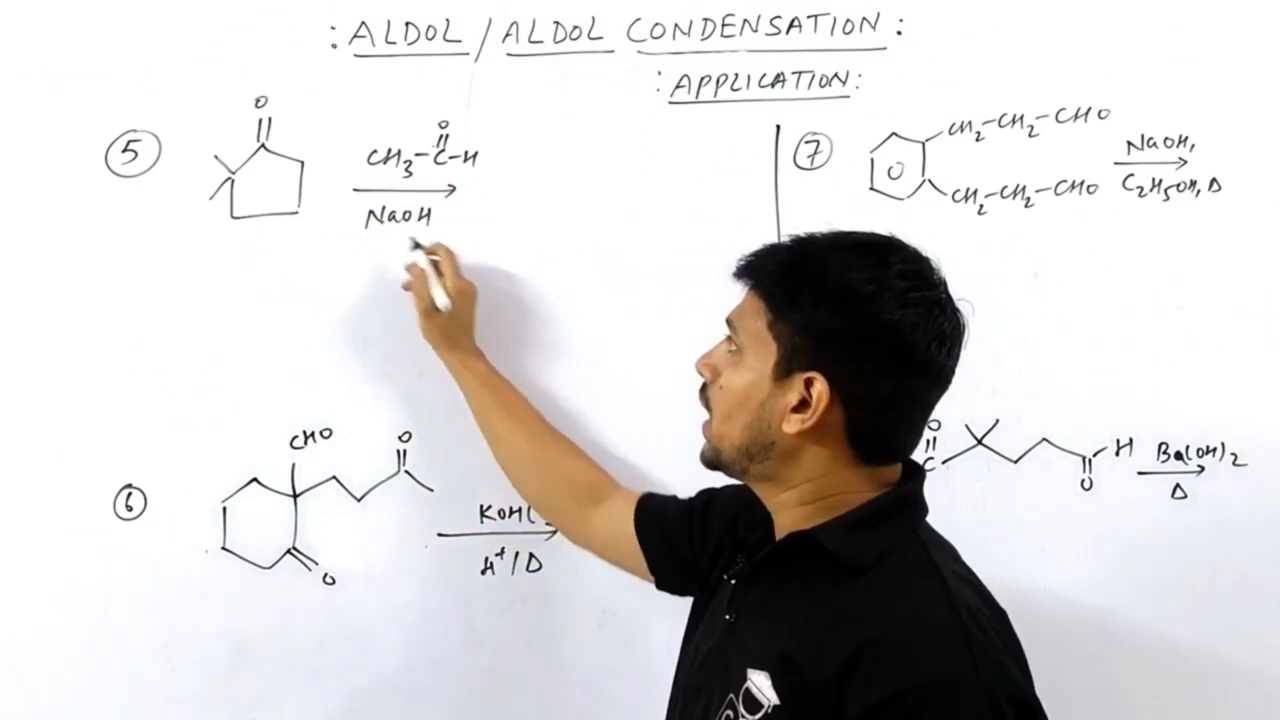 : ALDOL / ALDOL CONDENSATION :
: APPLICATION :
5
O
CH3-C-H
O
NaOH
6
CHO
O
O
KOH(
H+/Δ
7
CH2-CH2-CHO
O
CH2-CH2-CHO
NaOH,
C2H5OH, Δ
O
C
H
O
Ba(OH)2
Δ